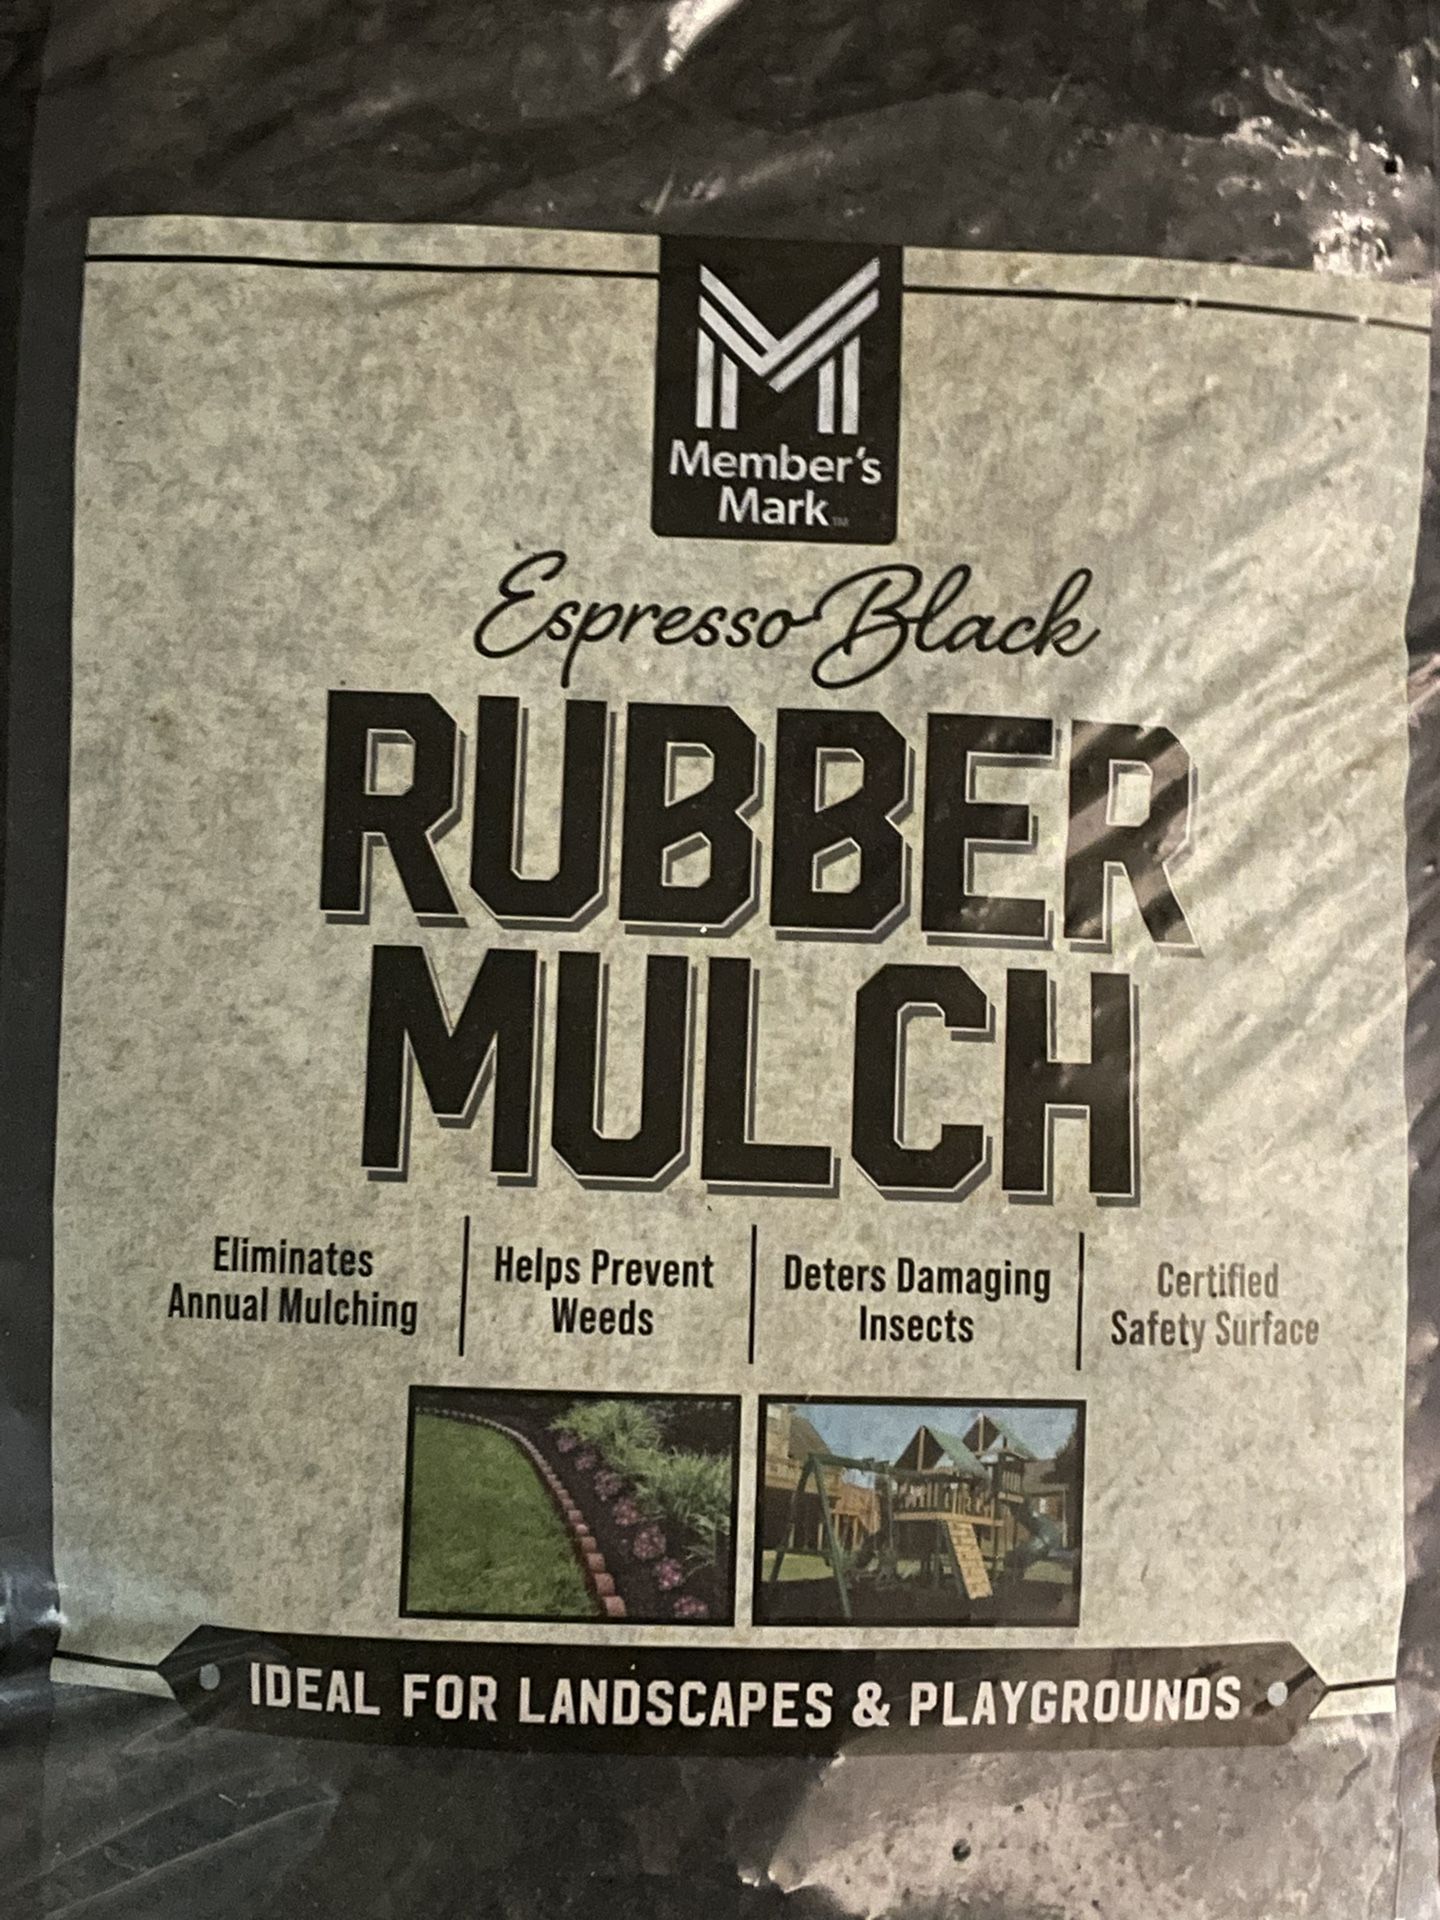 Member's
Mark™
Espresso Black
RUBBER
MULCH
Eliminates
Annual Mulching
Helps Prevent
Weeds
Deters Damaging
Insects
Certified
Safety Surface
IDEAL FOR LANDSCAPES & PLAYGROUNDS